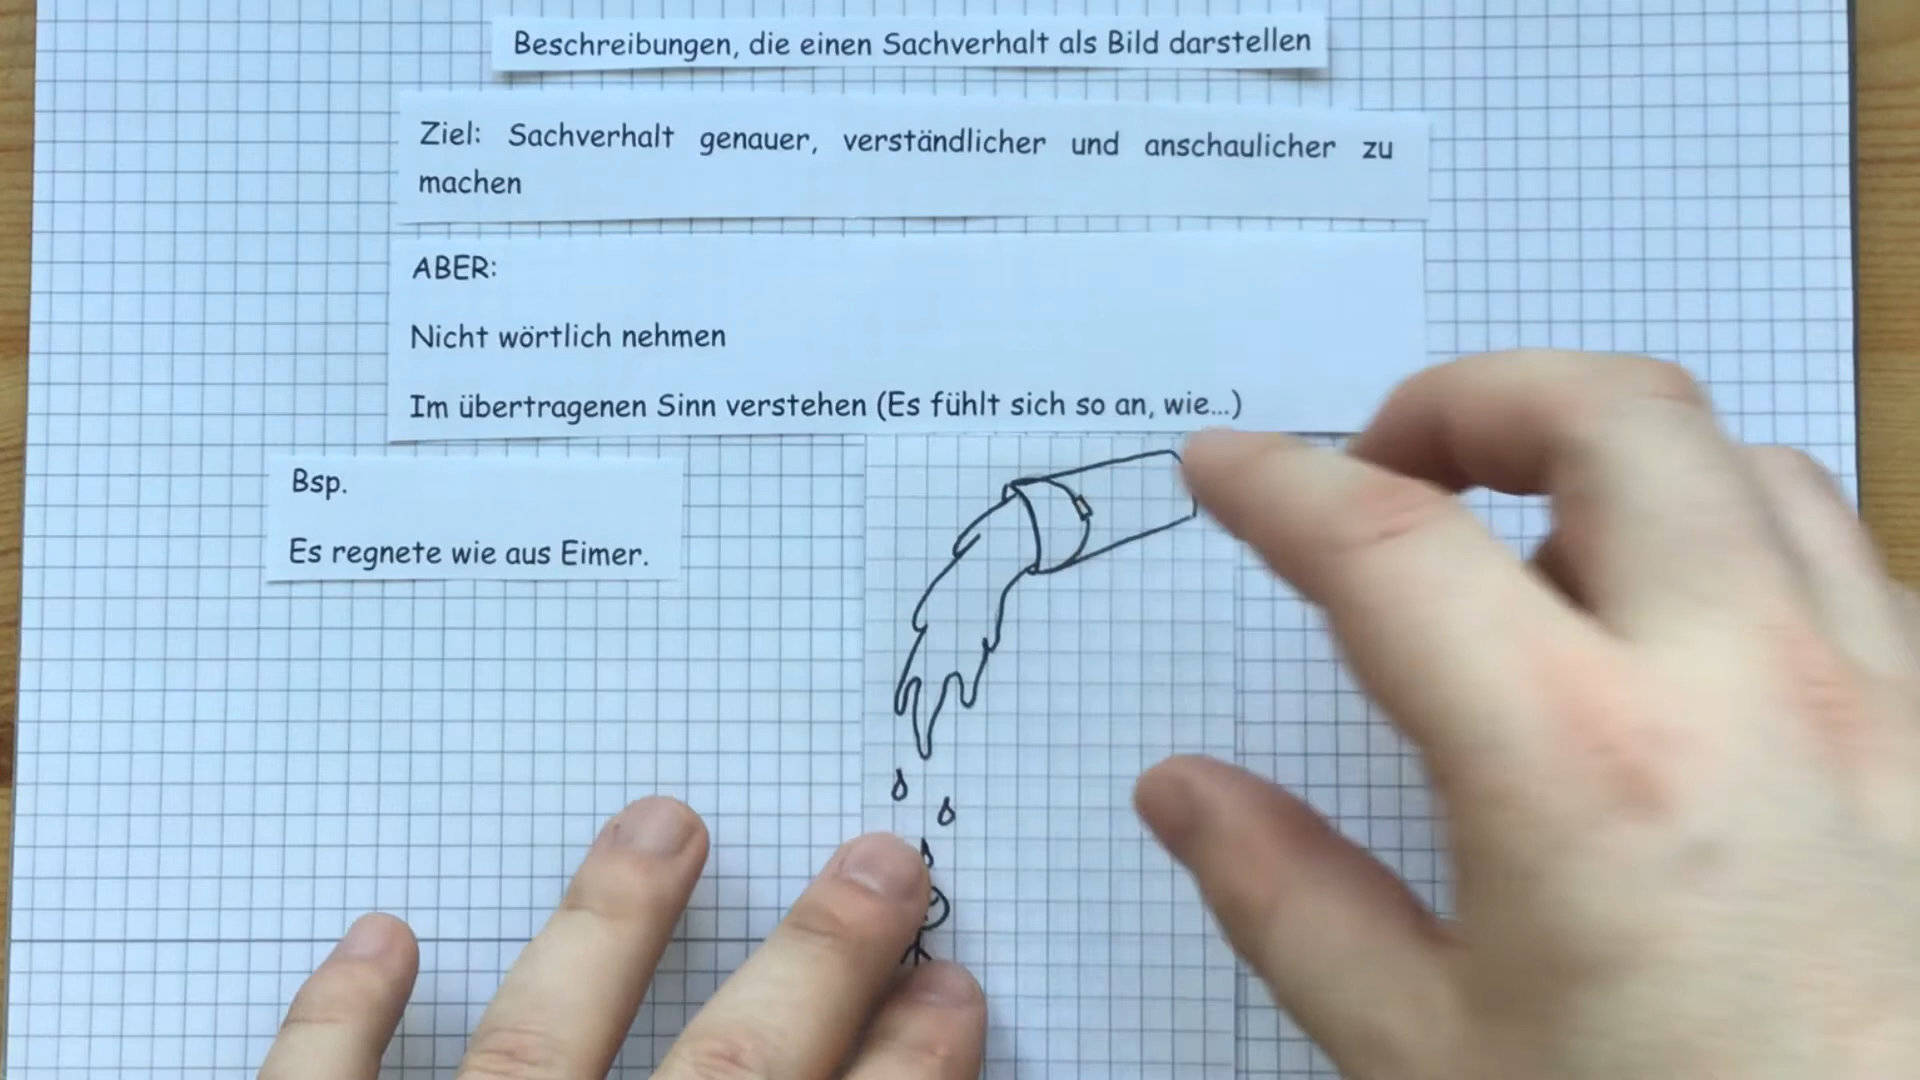 Beschreibungen, die einen Sachverhalt als Bild darstellen
Ziel: Sachverhalt genauer, verständlicher und anschaulicher zu
machen
ABER:
Nicht wörtlich nehmen
Im übertragenen Sinn verstehen (Es fühlt sich so an, wie...)
Bsp.
Es regnete wie aus Eimer.